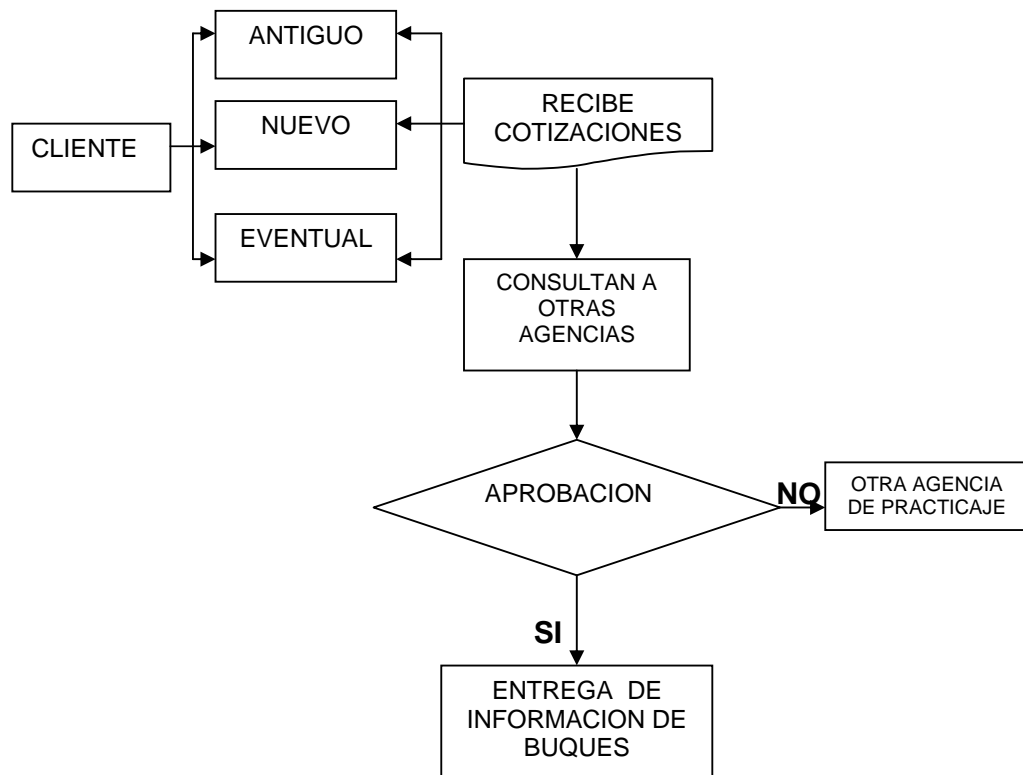 ANTIGUO
RECIBE
COTIZACIONES
NUEVO
CLIENTE
EVENTUAL
CONSULTAN A
OTRAS
AGENCIAS
APROBACION
NO
OTRA AGENCIA
DE PRACTICAJE
SI
ENTREGA DE
INFORMACION DE
BUQUES